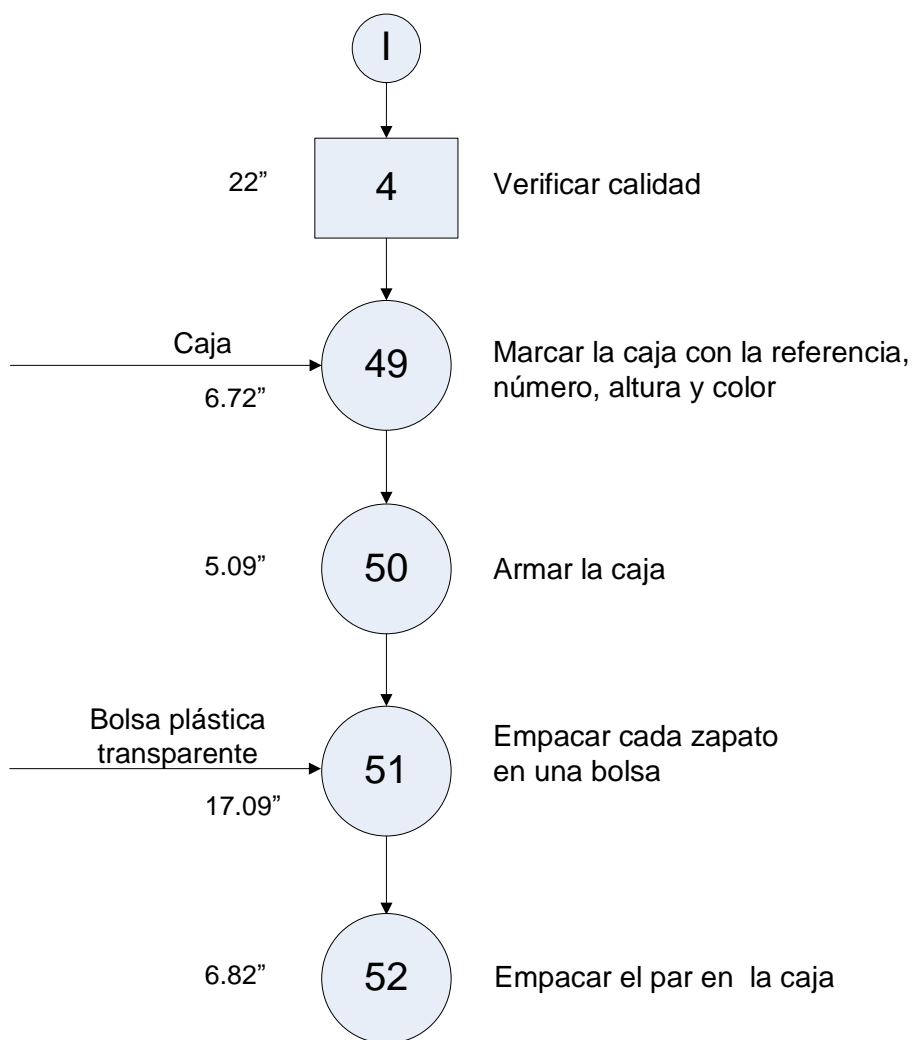 I
22” 4 Verificar calidad
Caja
49
6.72”
Marcar la caja con la referencia,
número, altura y color
5.09” 50 Armar la caja
Bolsa plástica
transparente
51
17.09”
Empacar cada zapato
en una bolsa
6.82” 52 Empacar el par en la caja